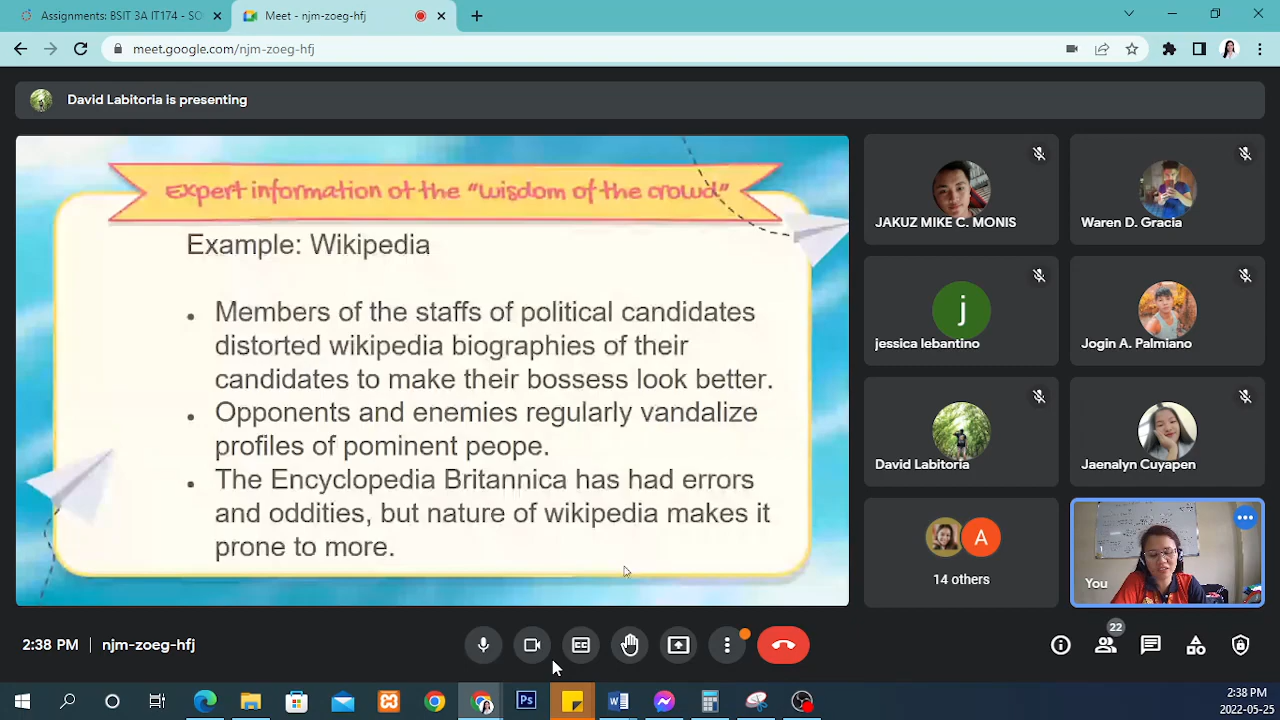 Assignments: BSIT 3A IT174 - SO
Meet - njm-zoeg-hfj
meet.google.com/njm-zoeg-hfj
David Labitoria is presenting
Expert information ot the "wisdom of the crowd"
Example: Wikipedia
• Members of the staffs of political candidates
distorted wikipedia biographies of their
candidates to make their bossess look better.
• Opponents and enemies regularly vandalize
profiles of pominent peope.
• The Encyclopedia Britannica has had errors
and oddities, but nature of wikipedia makes it
prone to more.
JAKUZ MIKE C. MONIS
Waren D. Gracia
j
jessica lebantino
Jogin A. Palmiano
David Labitoria
Jaenalyn Cuyapen
A
14 others
You
2:38 PM | njm-zoeg-hfj
22
Ps
2:38 PM
2022-05-25